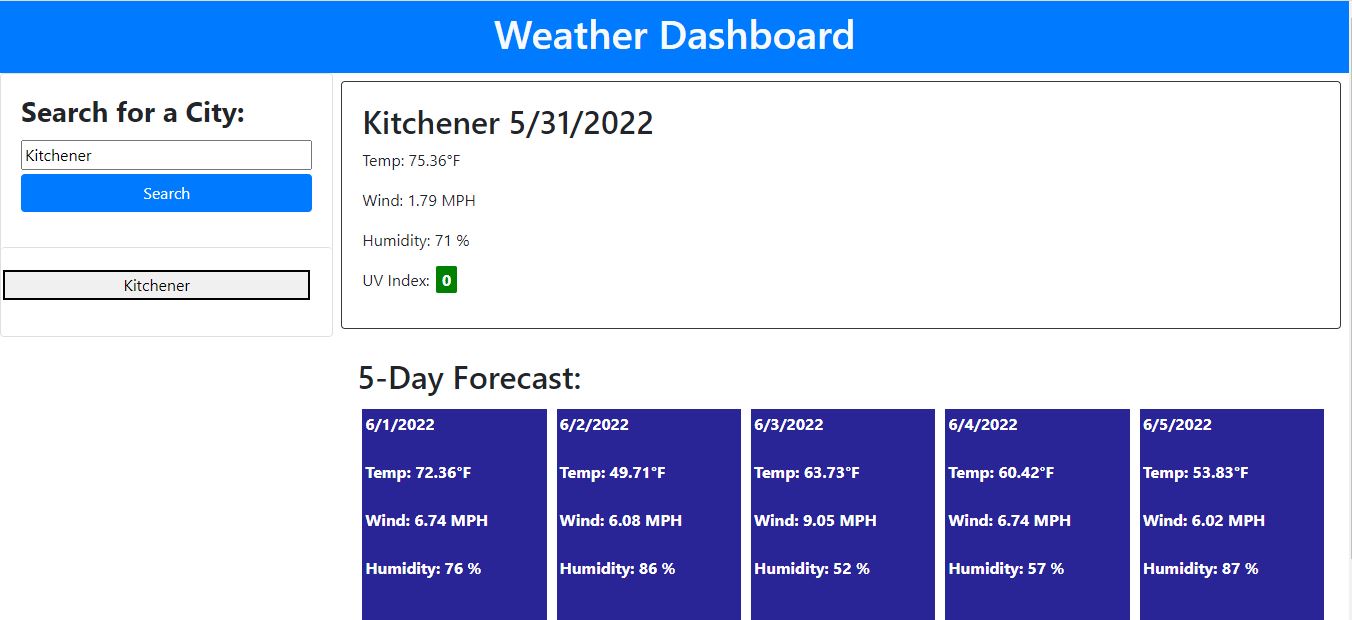 Weather Dashboard
Search for a City:
Kitchener
Search
Kitchener
Kitchener 5/31/2022
Temp: 75.36°F
Wind: 1.79 MPH
Humidity: 71 %
UV Index: 0
5-Day Forecast:
6/1/2022
Temp: 72.36°F
Wind: 6.74 MPH
Humidity: 76 %
6/2/2022
Temp: 49.71°F
Wind: 6.08 MPH
Humidity: 86 %
6/3/2022
Temp: 63.73°F
Wind: 9.05 MPH
Humidity: 52 %
6/4/2022
Temp: 60.42°F
Wind: 6.74 MPH
Humidity: 57 %
6/5/2022
Temp: 53.83°F
Wind: 6.02 MPH
Humidity: 87 %